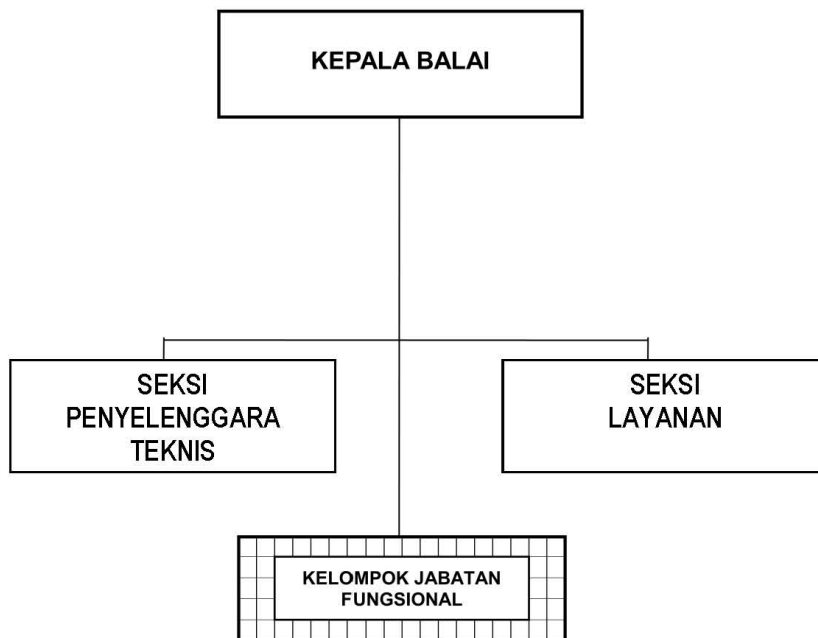 KEPALA BALAI
SEKSI
PENYELENGGARA
TEKNIS
SEKSI
LAYANAN
KELOMPOK JABATAN
FUNGSIONAL